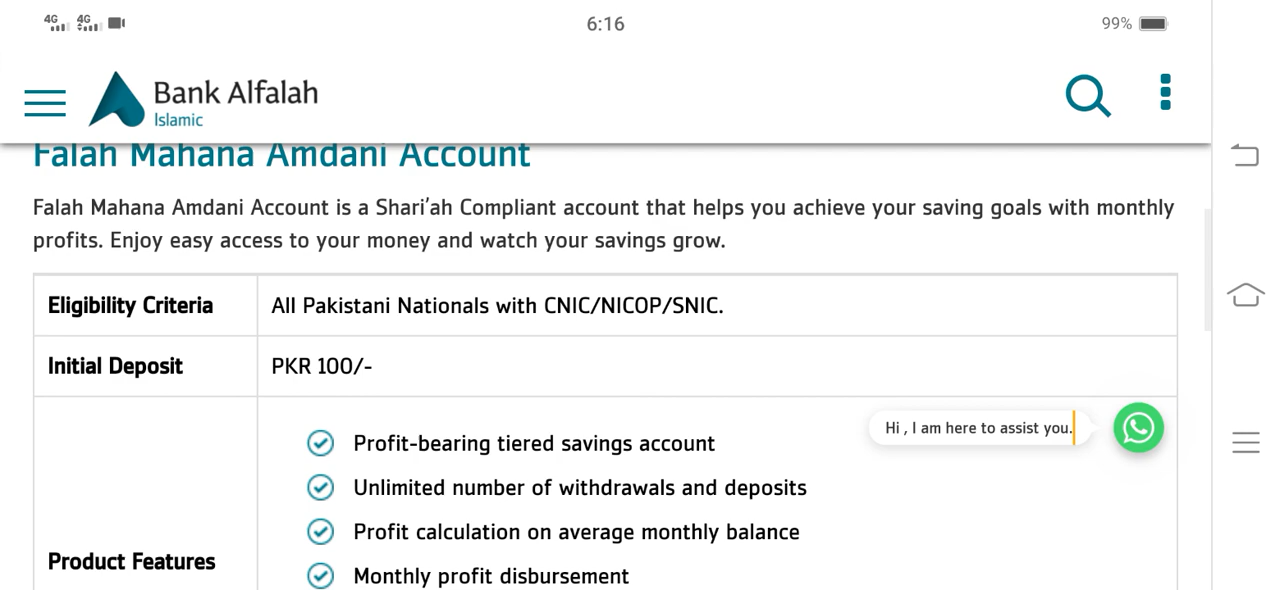 4G 4G 6:16 99%
Bank Alfalah
Islamic
Falah Mahana Amdani Account
Falah Mahana Amdani Account is a Shari’ah Compliant account that helps you achieve your saving goals with monthly
profits. Enjoy easy access to your money and watch your savings grow.
Eligibility Criteria All Pakistani Nationals with CNIC/NICOP/SNIC.
Initial Deposit PKR 100/-
Hi , I am here to assist you.
Profit-bearing tiered savings account
Unlimited number of withdrawals and deposits
Profit calculation on average monthly balance
Product Features
Monthly profit disbursement